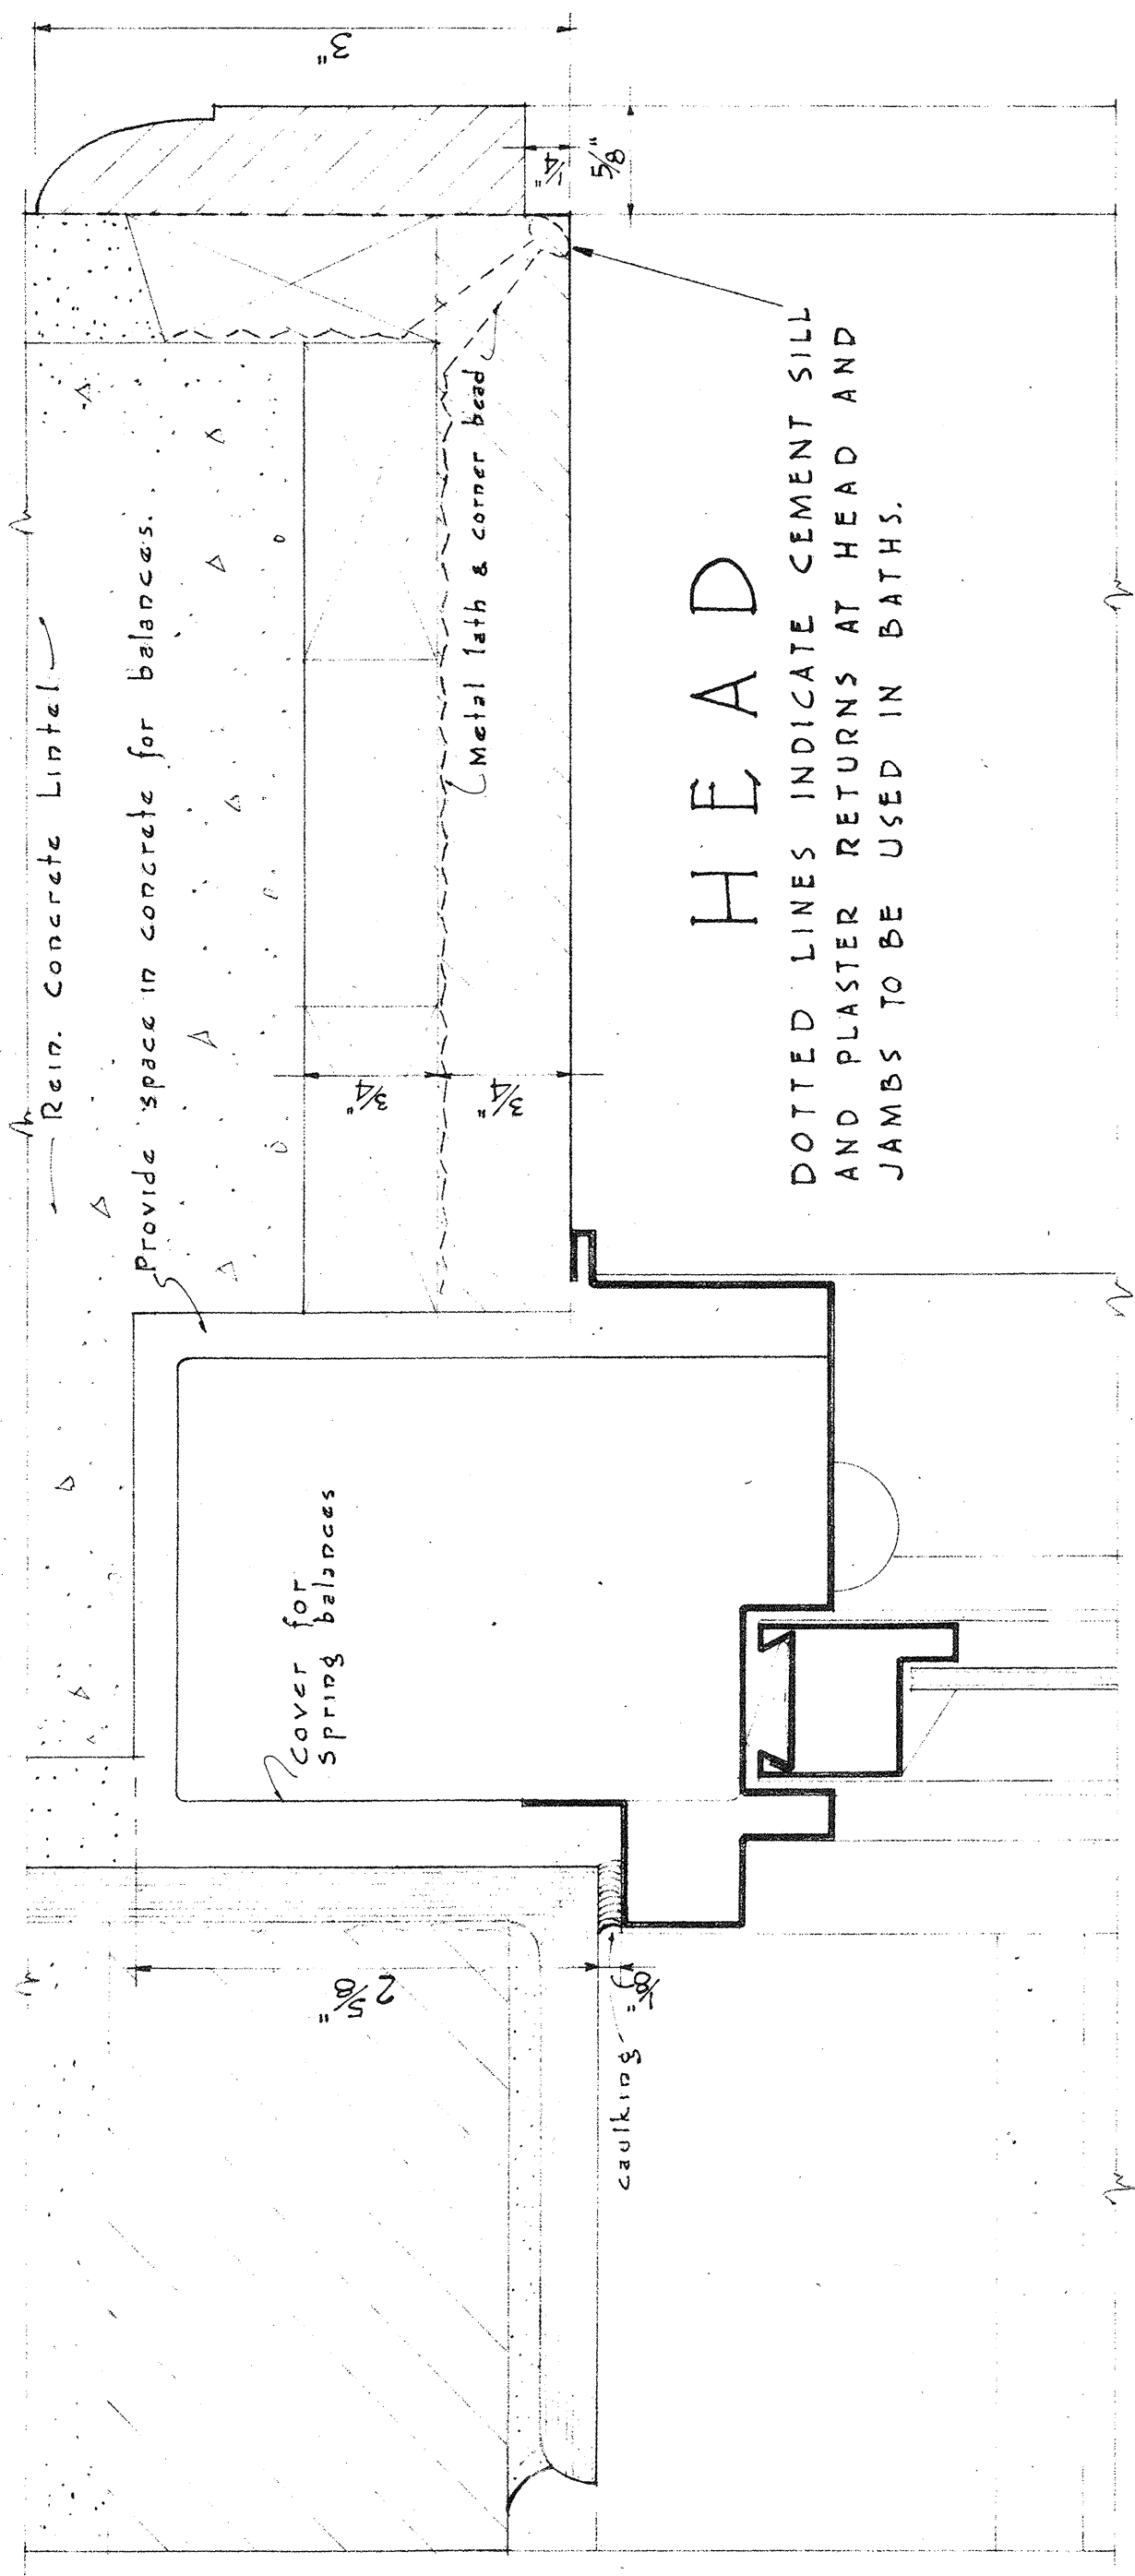 Rein. Concrete Lintel
Provide space in concrete for balances.
Metal lath & corner bead
Cover for
spring balances
caulking
HEAD
DOTTED LINES INDICATE CEMENT SILL
AND PLASTER RETURNS AT HEAD AND
JAMBS TO BE USED IN BATHS.
3"
1/4"
5/8"
3/4"
3/4"
2 5/8"
1/8"